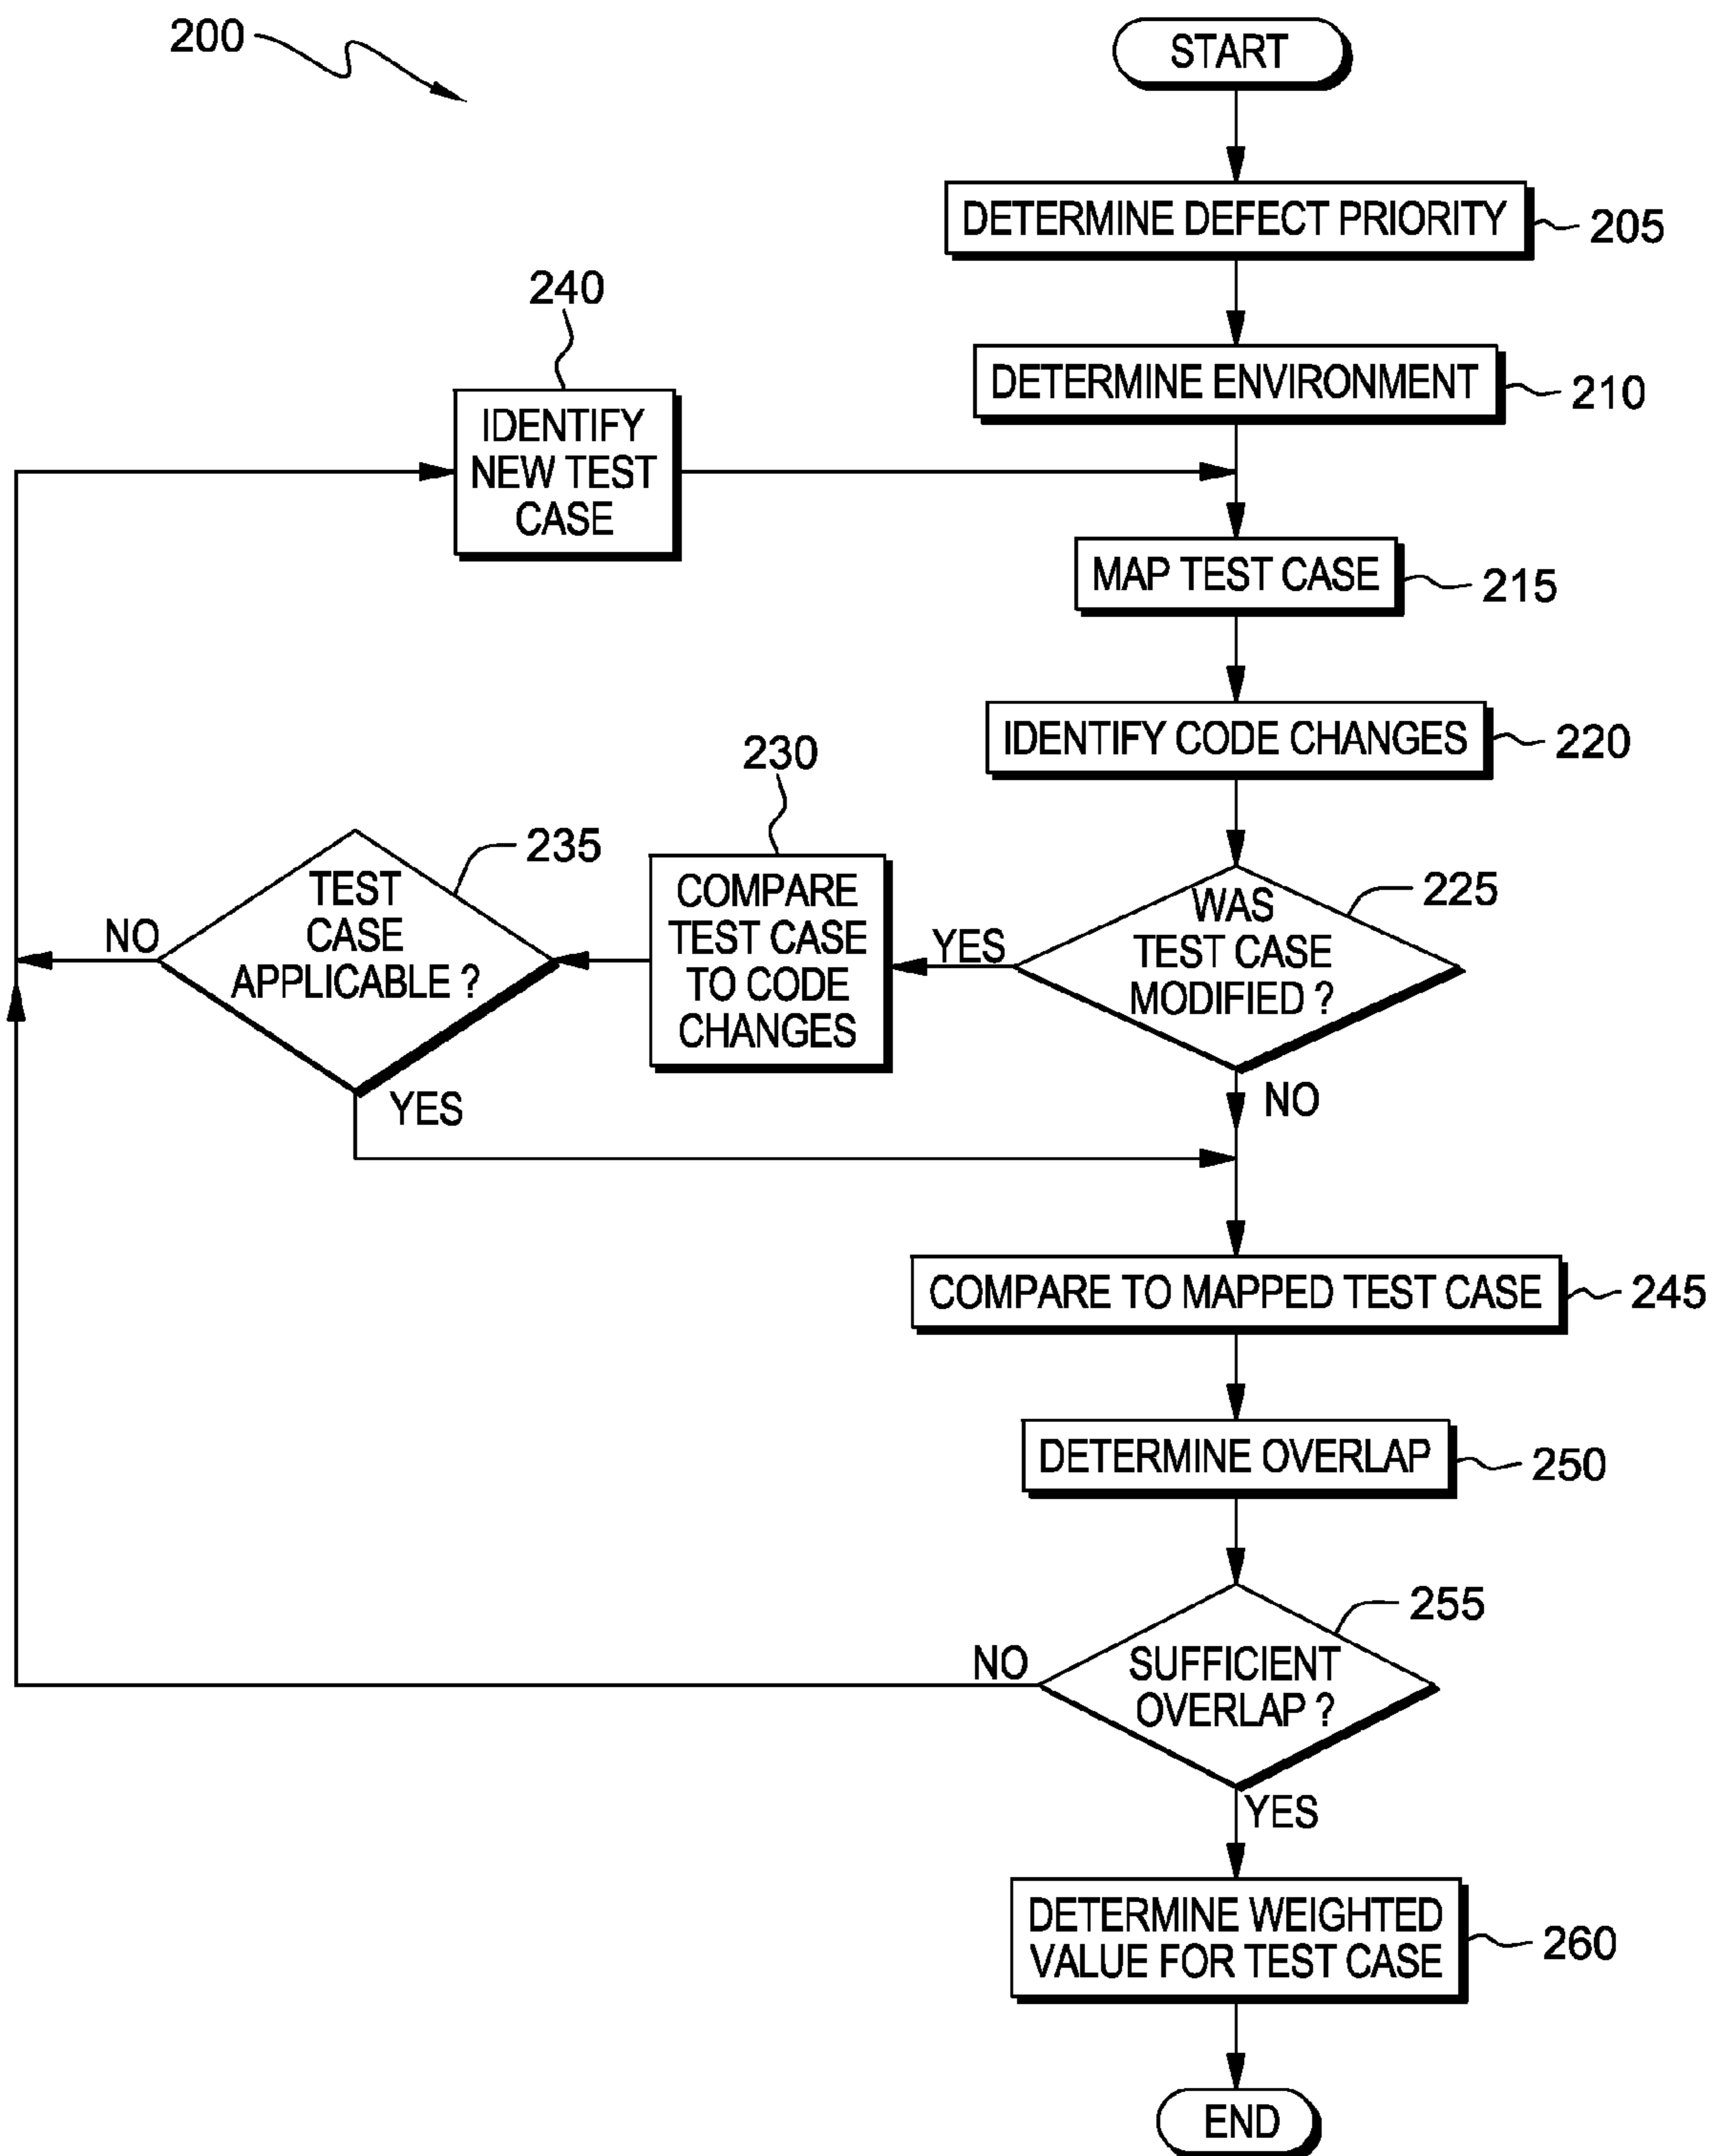 200
START
DETERMINE DEFECT PRIORITY
205
DETERMINE ENVIRONMENT
210
240
IDENTIFY
NEW TEST
CASE
MAP TEST CASE
215
IDENTIFY CODE CHANGES
220
230
COMPARE
TEST CASE
TO CODE
CHANGES
235
TEST
CASE
APPLICABLE ?
NO
YES
225
WAS
TEST CASE
MODIFIED ?
YES
NO
COMPARE TO MAPPED TEST CASE
245
DETERMINE OVERLAP
250
255
SUFFICIENT
OVERLAP ?
NO
YES
DETERMINE WEIGHTED
VALUE FOR TEST CASE
260
END